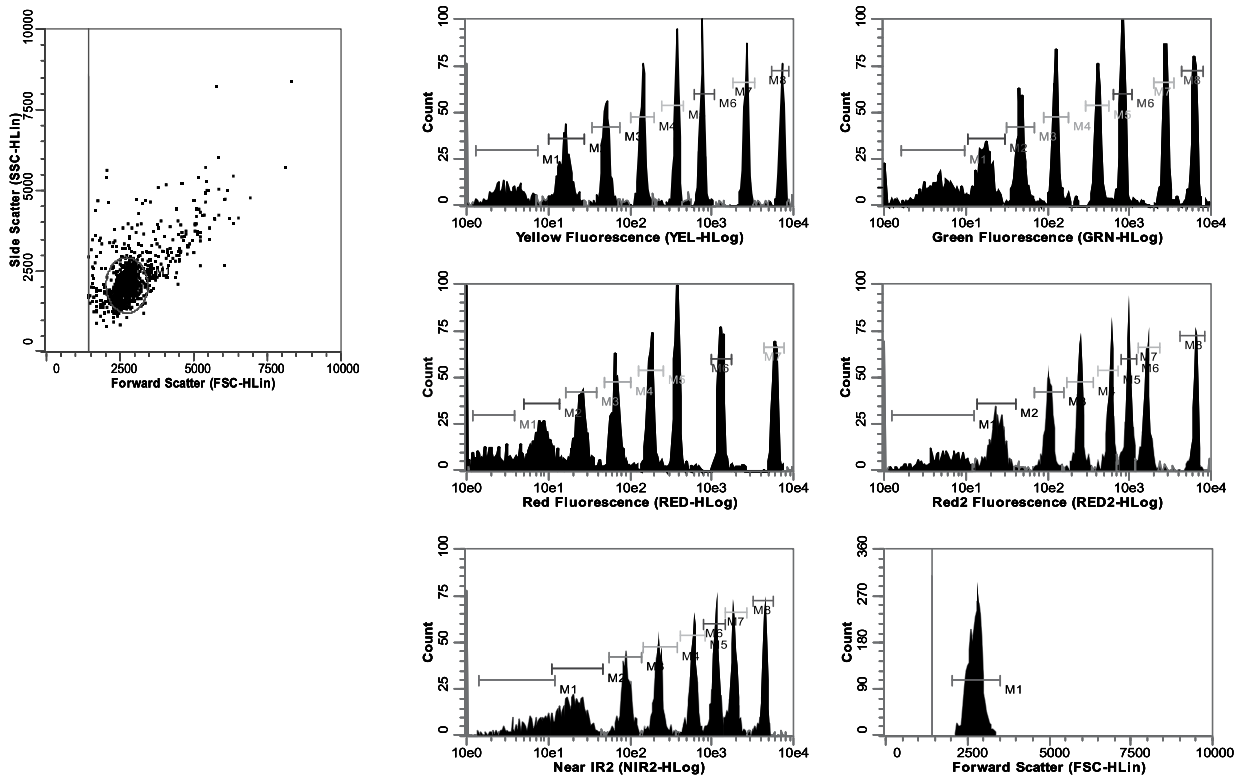 10000
7500
5000
2500
0
Side Scatter (SSC-HLin)
0 2500 5000 7500 10000
Forward Scatter (FSC-HLin)
100
75
50
25
0
Count
M1 M3 M4 M6 M7 M8
10e0 10e1 10e2 10e3 10e4
Yellow Fluorescence (YEL-HLog)
100
75
50
25
0
Count
M1 M2 M3 M4 M5 M6 M7 M8
10e0 10e1 10e2 10e3 10e4
Green Fluorescence (GRN-HLog)
100
75
50
25
0
Count
M1 M2 M3 M4 M5 M6 M7
10e0 10e1 10e2 10e3 10e4
Red Fluorescence (RED-HLog)
100
75
50
25
0
Count
M1 M2 M3 M4 M5 M6 M7 M8
10e0 10e1 10e2 10e3 10e4
Red2 Fluorescence (RED2-HLog)
100
75
50
25
0
Count
M1 M2 M3 M4 M5 M6 M7 M8
10e0 10e1 10e2 10e3 10e4
Near IR2 (NIR2-HLog)
360
270
180
90
0
Count
M1
0 2500 5000 7500 10000
Forward Scatter (FSC-HLin)